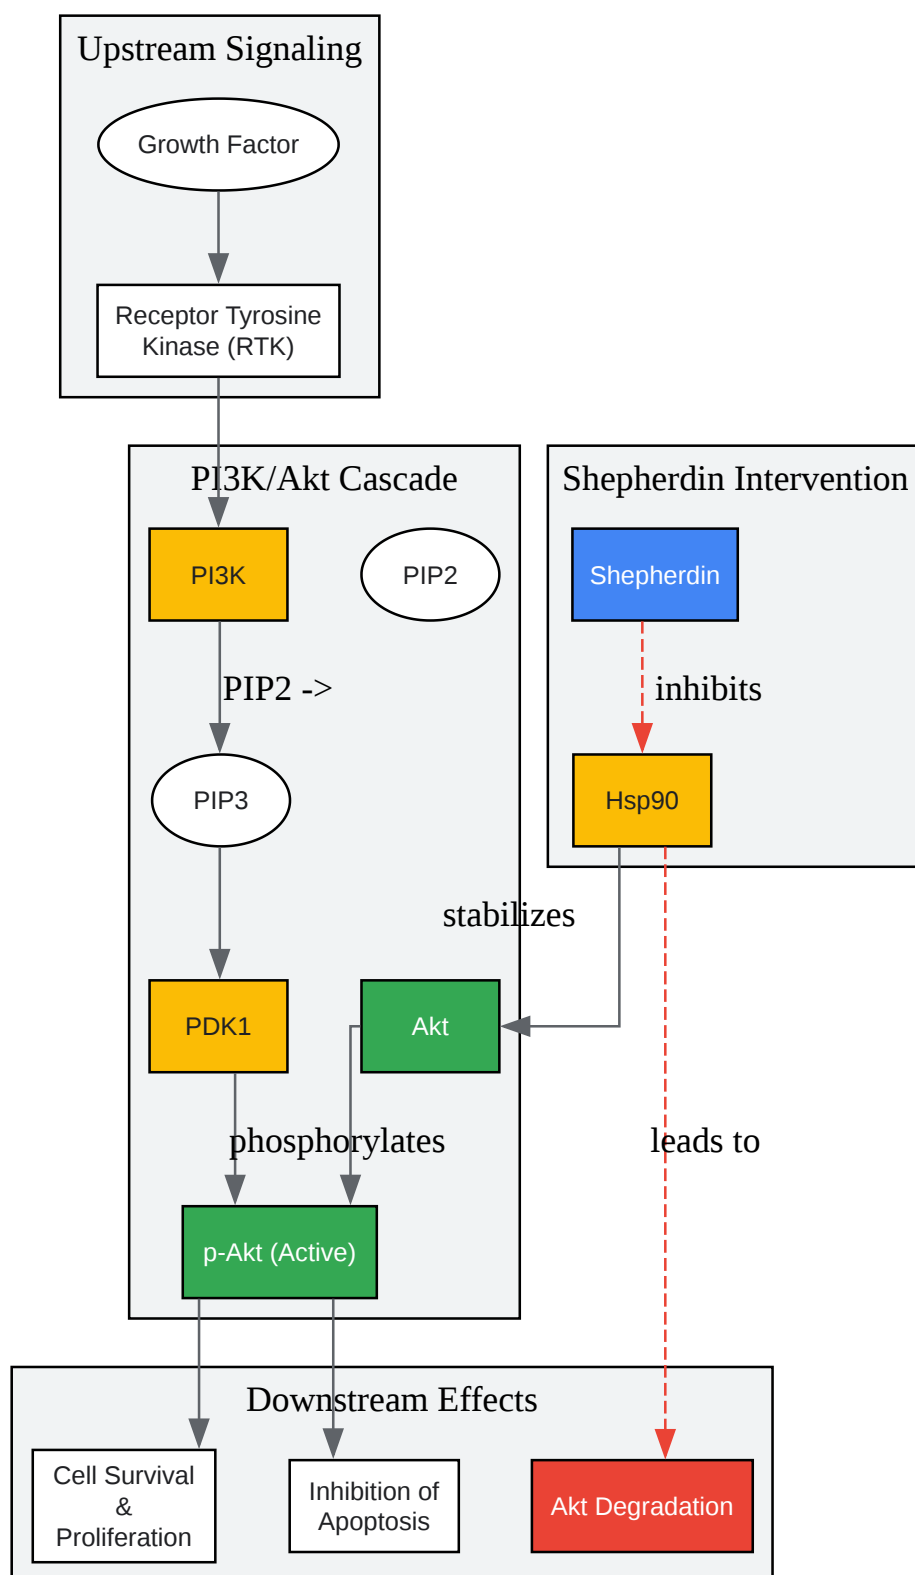 Upstream Signaling
Growth Factor
Receptor Tyrosine
Kinase (RTK)
PI3K/Akt Cascade
PI3K
PIP2
PIP2 ->
PIP3
PDK1
Akt
phosphorylates
p-Akt (Active)
Shepherdin Intervention
Shepherdin
inhibits
Hsp90
stabilizes
leads to
Downstream Effects
Cell Survival
&
Proliferation
Inhibition of
Apoptosis
Akt Degradation